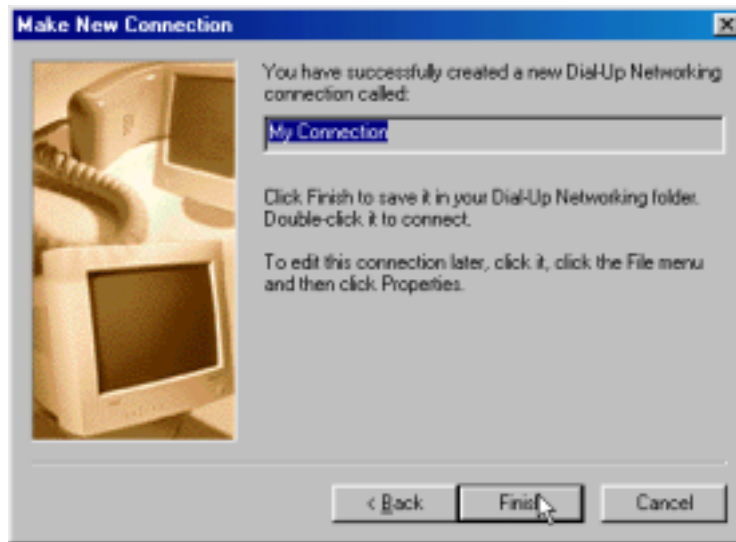 Make New Connection
You have successfully created a new Dial-Up Networking
connection called:
My Connection
Click Finish to save it in your Dial-Up Networking folder.
Double-click it to connect.
To edit this connection later, click it, click the File menu
and then click Properties.
< Back
Finish
Cancel